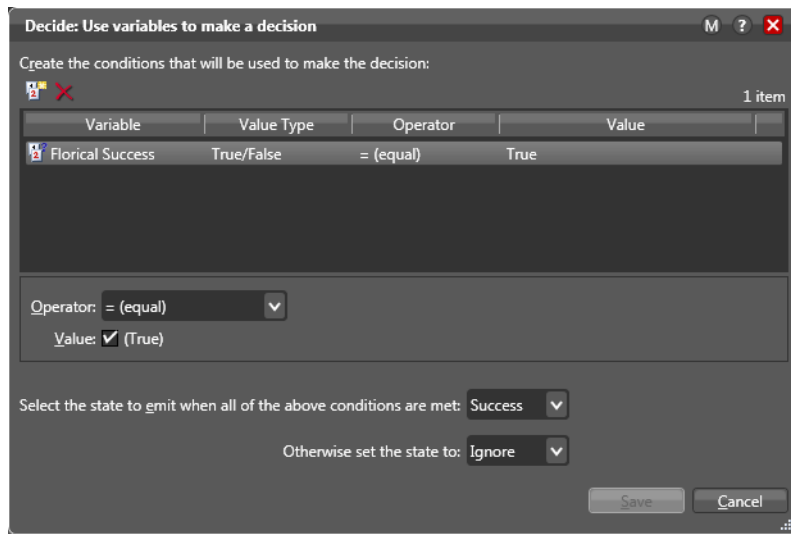 Decide: Use variables to make a decision M ?
Create the conditions that will be used to make the decision:
1 item
Variable Value Type Operator Value
Florical Success True/False = (equal) True
Operator: = (equal)
Value: (True)
Select the state to emit when all of the above conditions are met: Success
Otherwise set the state to: Ignore
Save Cancel